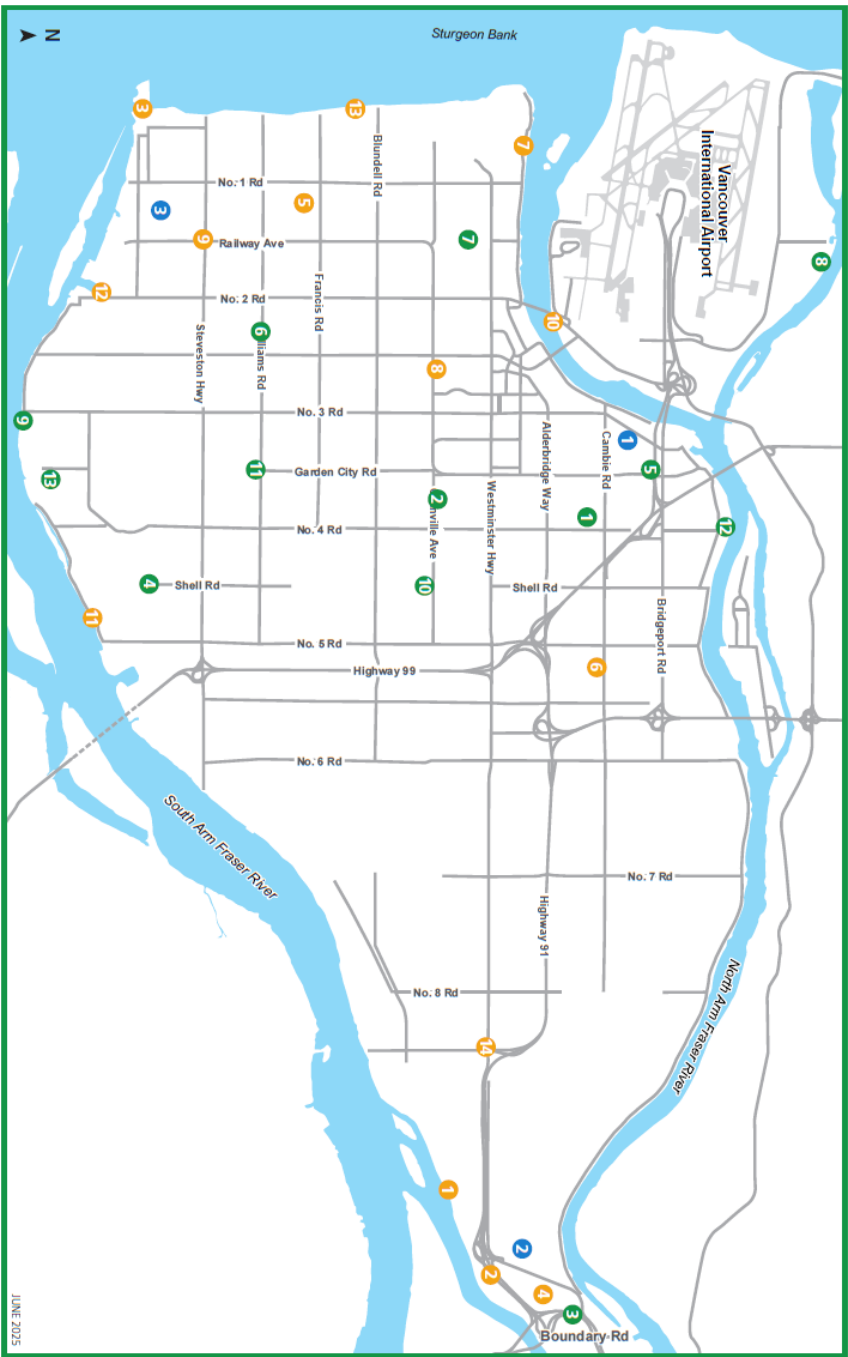 N
Sturgeon Bank
Vancouver
International Airport
8
3
13
7
Blundell Rd
No. 1 Rd
3
5
9
Railway Ave
7
12
No. 2 Rd
Francis Rd
10
6
lliams Rd
Steveston Hwy
8
9
No. 3 Rd
Alderbridge Way
Cambie Rd
1
5
13
11
Garden City Rd
2
nville Ave
Westminster Hwy
1
12
No. 4 Rd
4
Shell Rd
10
Shell Rd
11
No. 5 Rd
Bridgeport Rd
6
Highway 99
No. 6 Rd
South Arm Fraser River
No. 7 Rd
Highway 91
No. 8 Rd
North Arm Fraser River
14
1
2
2
4
3
Boundary Rd
JUNE 2025